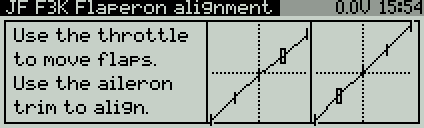 JF F3K Flaperon alignment 0.0V 15:54
Use the throttle
to move flaps.
Use the aileron
trim to align.